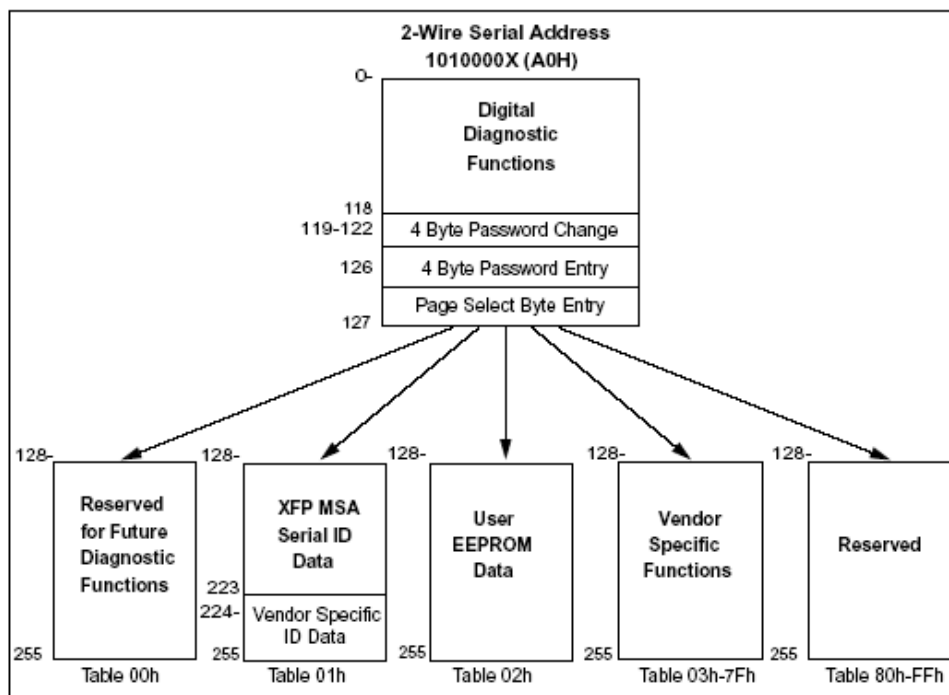 2-Wire Serial Address
1010000X (A0H)
0-
Digital
Diagnostic
Functions
118
119-122
4 Byte Password Change
126
4 Byte Password Entry
Page Select Byte Entry
127
128-
Reserved
for Future
Diagnostic
Functions
255
Table 00h
128-
XFP MSA
Serial ID
Data
223
224-
Vendor Specific
ID Data
255
Table 01h
128-
User
EEPROM
Data
255
Table 02h
128-
Vendor
Specific
Functions
255
Table 03h-7Fh
128-
Reserved
255
Table 80h-FFh